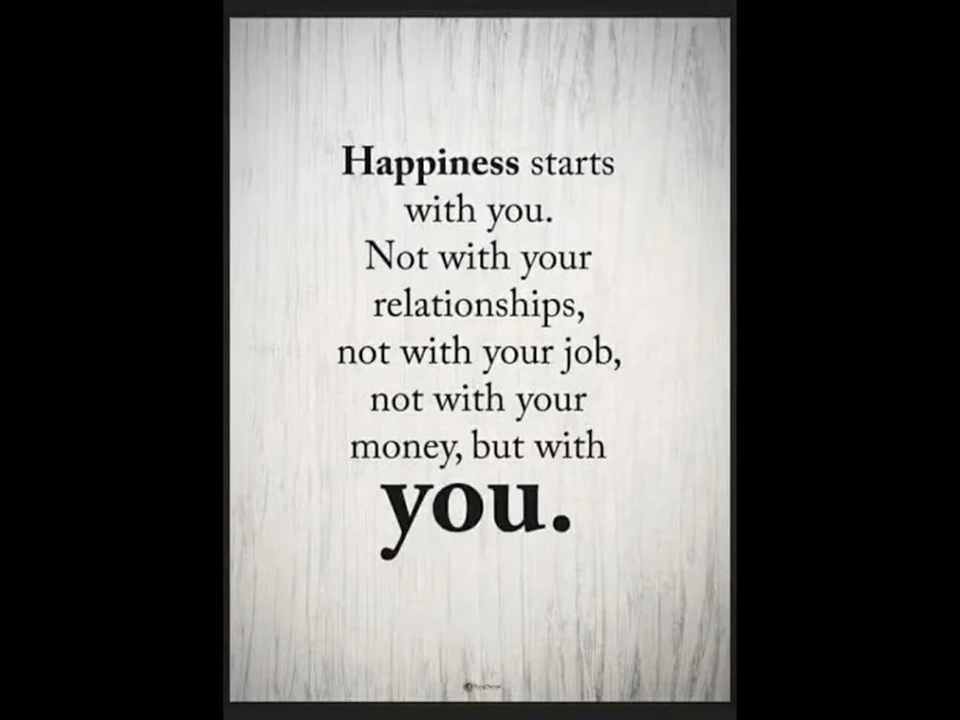 Happiness starts
with you.
Not with your
relationships,
not with your job,
not with your
money, but with
you.